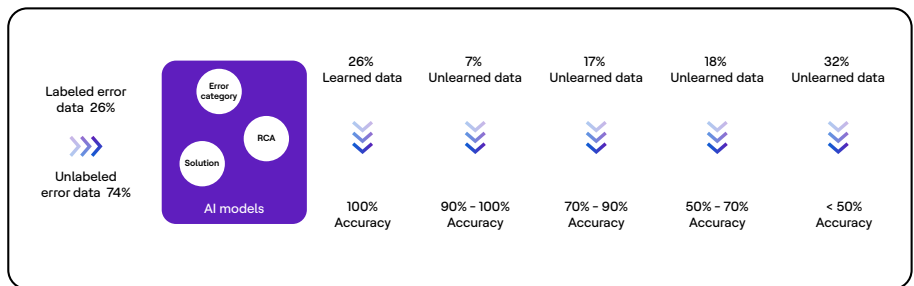 Labeled error
data 26%
Unlabeled
error data 74%
Error
category
RCA
Solution
AI models
26%
Learned data
100%
Accuracy
7%
Unlearned data
90% - 100%
Accuracy
17%
Unlearned data
70% - 90%
Accuracy
18%
Unlearned data
50% - 70%
Accuracy
32%
Unlearned data
< 50%
Accuracy